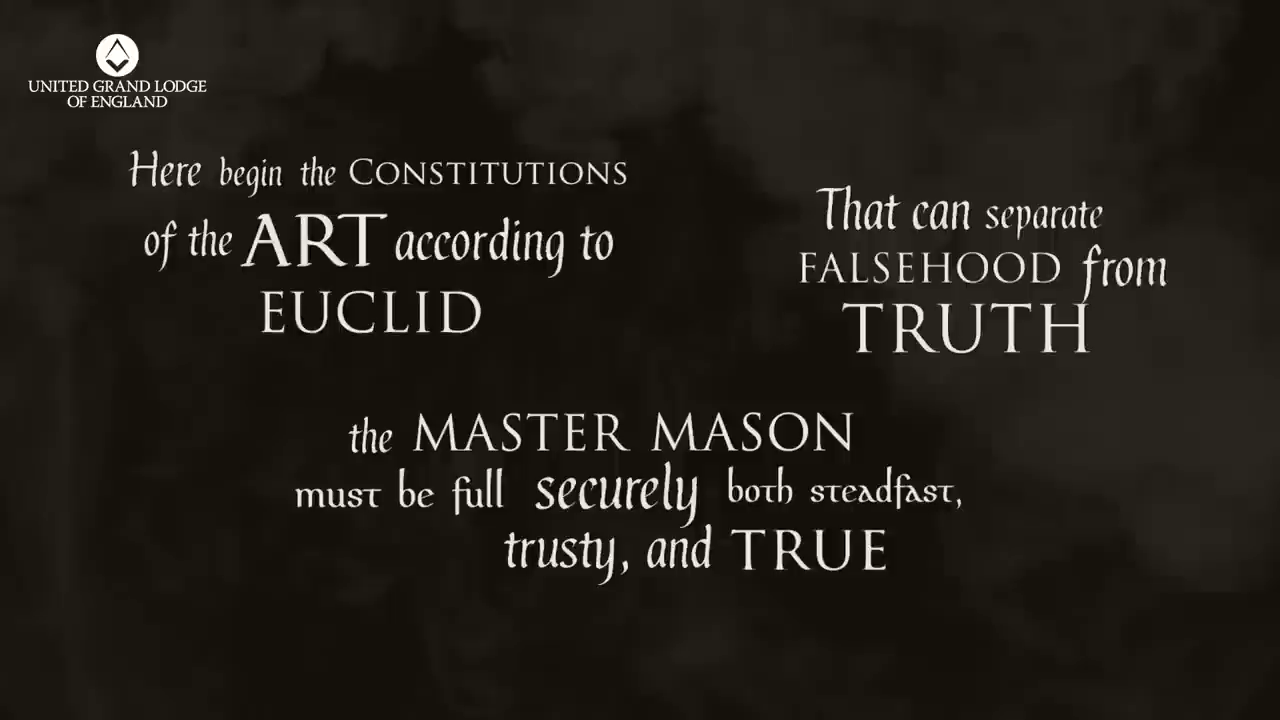 UNITED GRAND LODGE
OF ENGLAND
Here begin the CONSTITUTIONS
of the ART according to
EUCLID
That can separate
FALSEHOOD from
TRUTH
the MASTER MASON
must be full securely both steadfast,
trusty, and TRUE